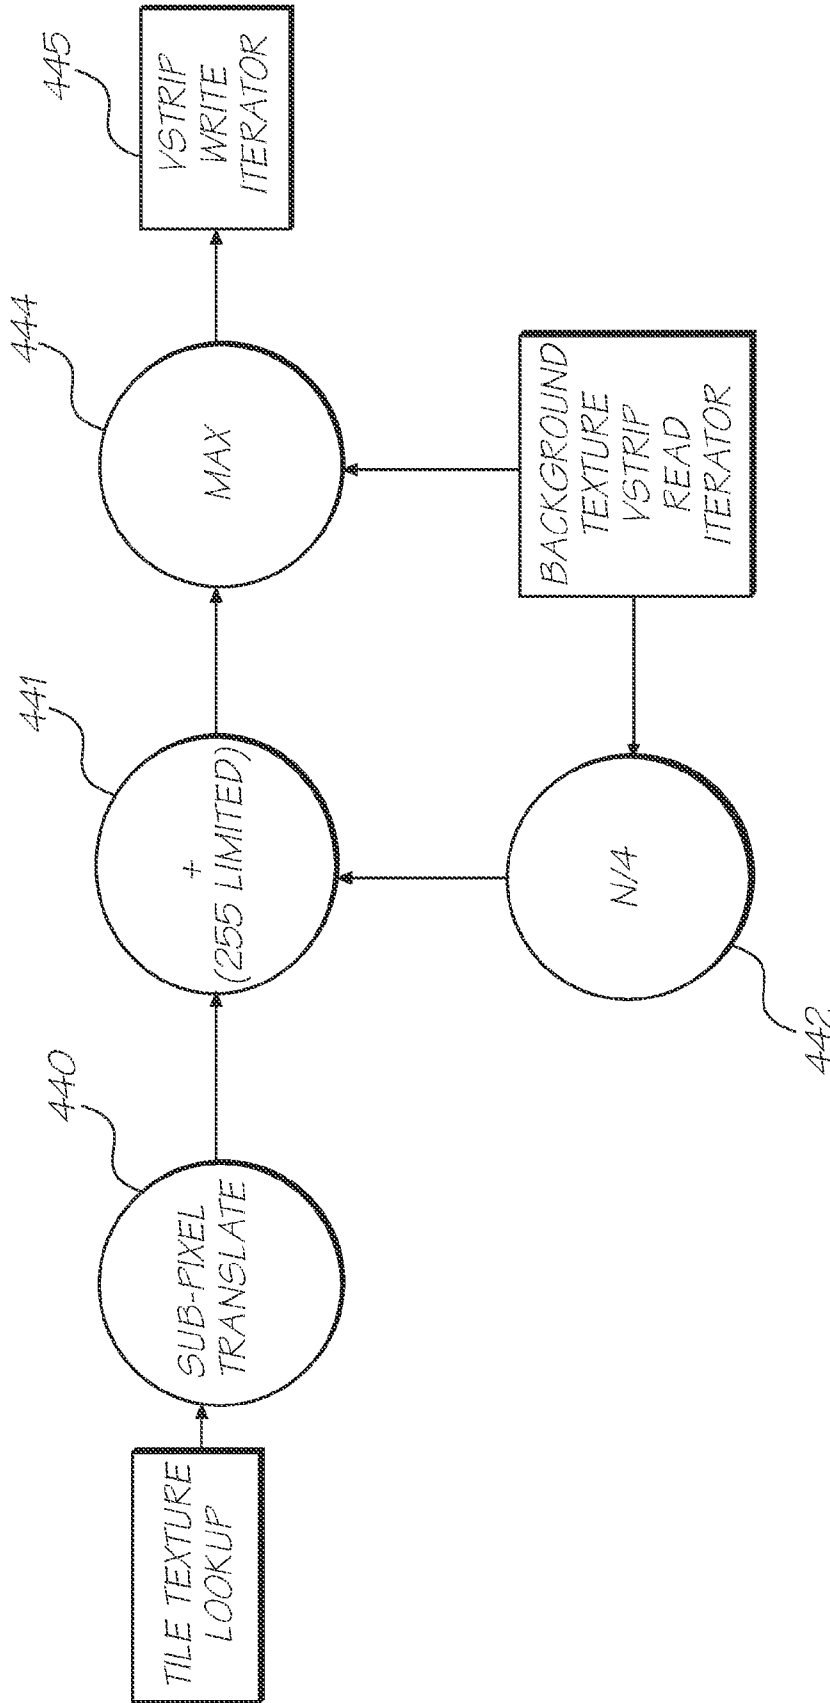 TILE TEXTURE
LOOKUP
440
SUB-PIXEL
TRANSLATE
441
+
(255 LIMITED)
444
MAX
445
VSTRIP
WRITE
ITERATOR
442
N/4
BACKGROUND
TEXTURE
VSTRIP
READ
ITERATOR